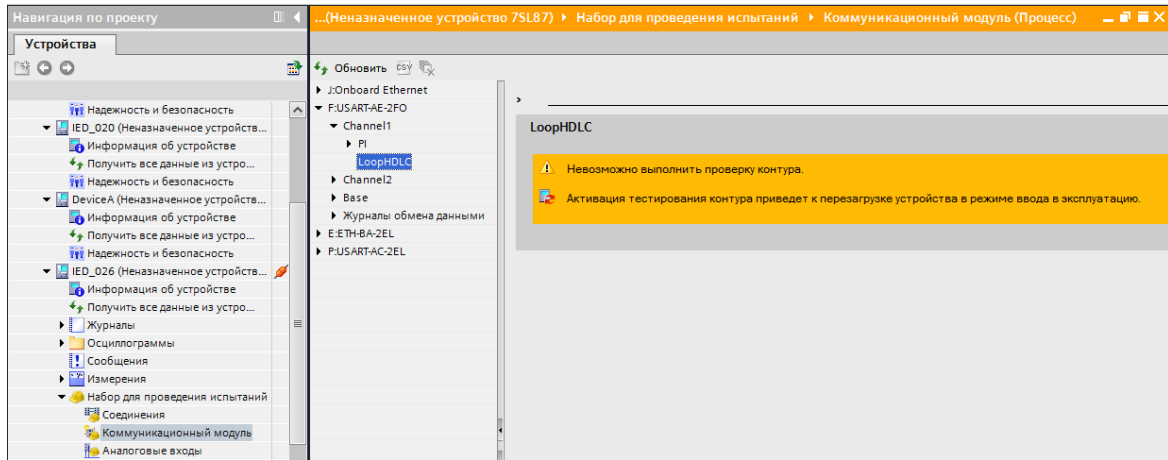 Навигация по проекту
...(Неназначенное устройство 7SL87) Набор для проведения испытаний Коммуникационный модуль (Процесс)
Устройства
Обновить
CSV
Надежность и безопасность
IED_020 (Неназначенное устройств...
Информация об устройстве
Получить все данные из устро...
Надежность и безопасность
DeviceA (Неназначенное устройств...
Информация об устройстве
Получить все данные из устро...
Надежность и безопасность
IED_026 (Неназначенное устройств...
Информация об устройстве
Получить все данные из устро...
Журналы
Осциллограммы
Сообщения
Измерения
Набор для проведения испытаний
Соединения
Коммуникационный модуль
Аналоговые входы
J:Onboard Ethernet
F:USART-AE-2FO
Channel1
PI
LoopHDLC
Channel2
Base
Журналы обмена данными
E:ETH-BA-2EL
P:USART-AC-2EL
LoopHDLC
Невозможно выполнить проверку контура.
Активация тестирования контура приведет к перезагрузке устройства в режиме ввода в эксплуатацию.